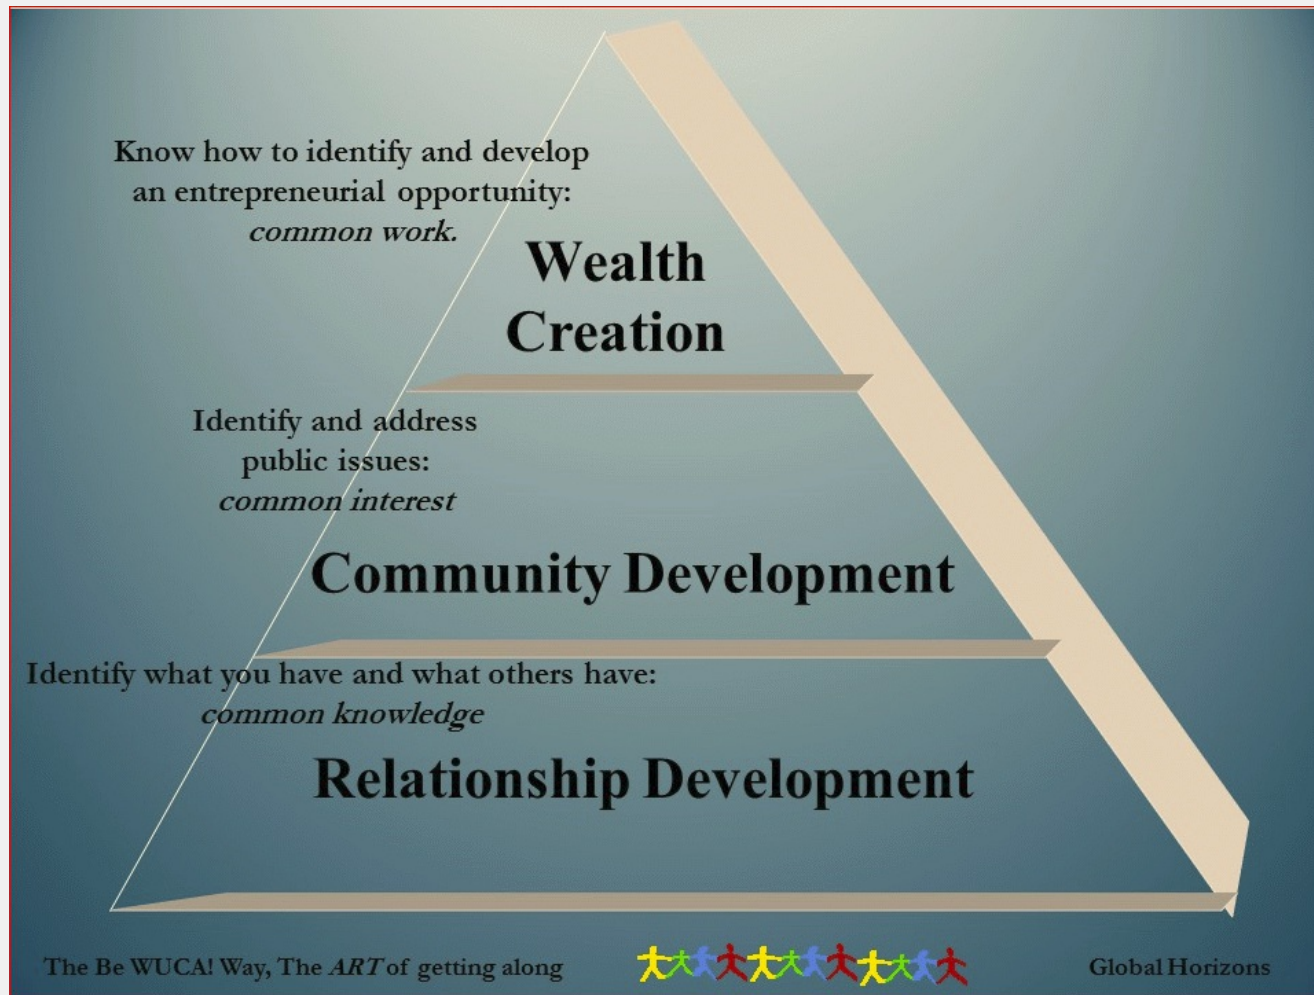 Know how to identify and develop
an entrepreneurial opportunity:
common work.
Wealth
Creation
Identify and address
public issues:
common interest
Community Development
Identify what you have and what others have:
common knowledge
Relationship Development
The Be WUCA! Way, The ART of getting along
Global Horizons